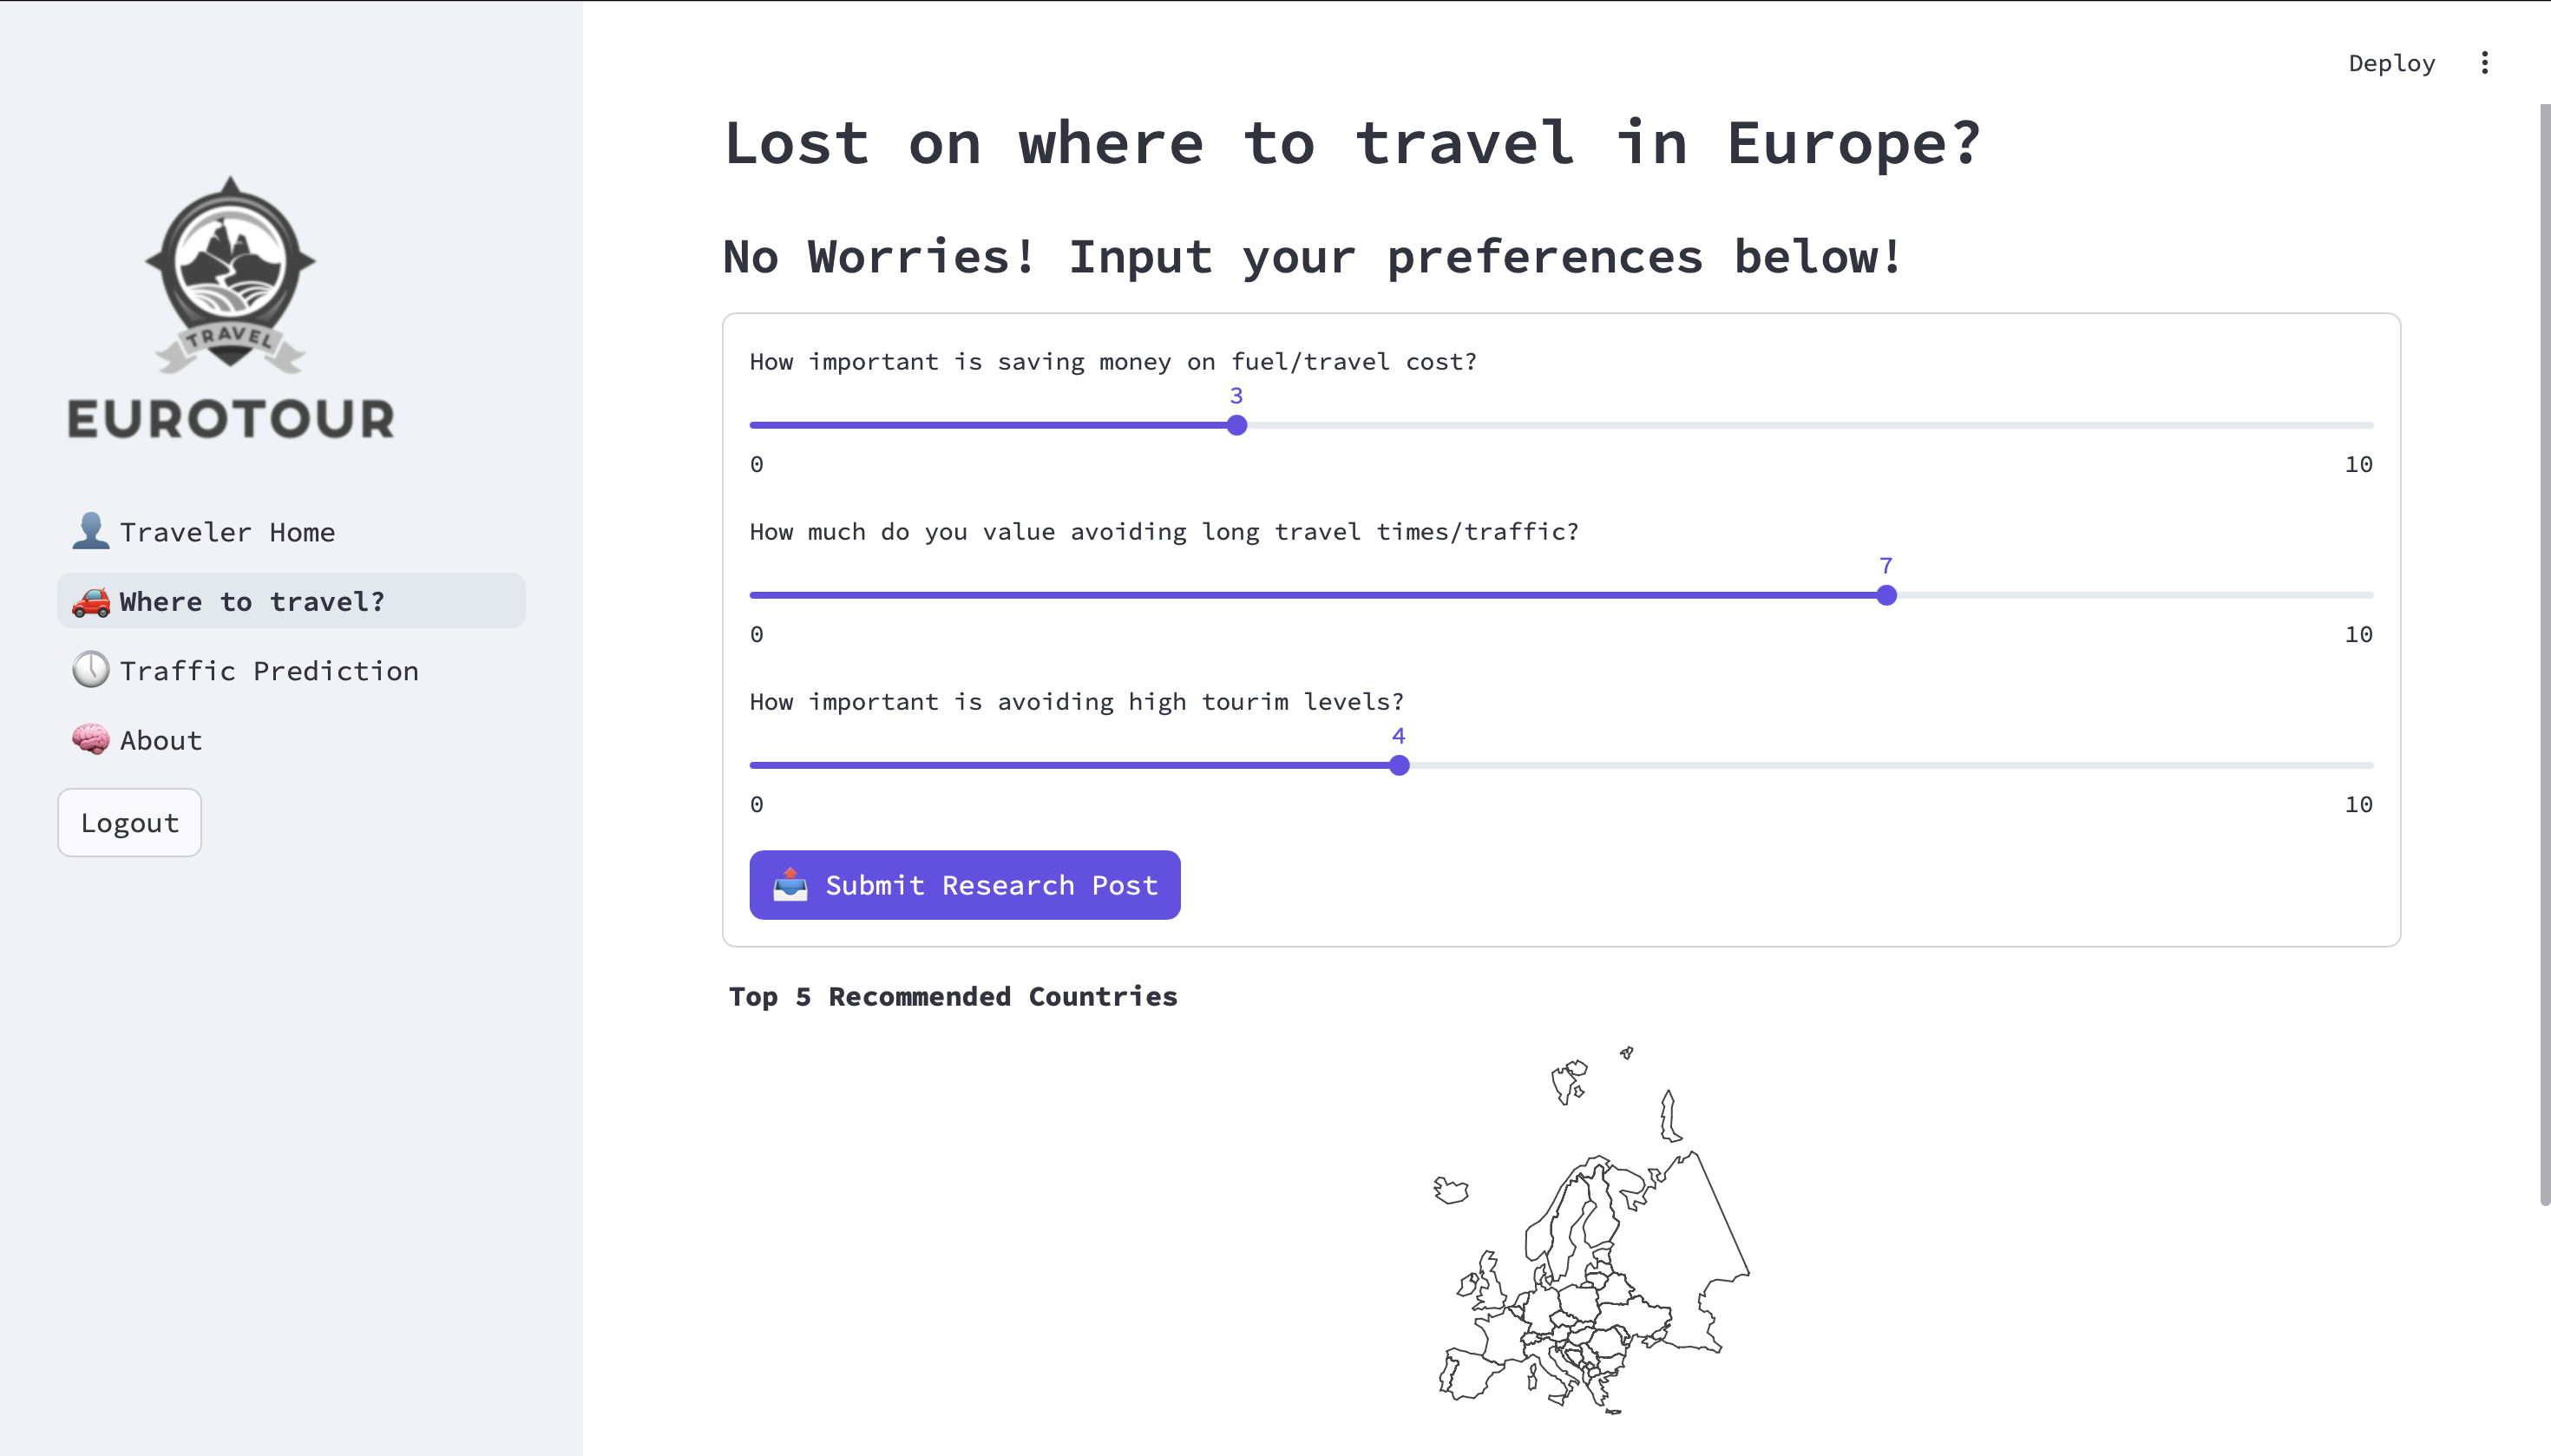 TRAVEL
EUROTOUR
Traveler Home
Where to travel?
Traffic Prediction
About
Logout
Deploy
Lost on where to travel in Europe?
No Worries! Input your preferences below!
How important is saving money on fuel/travel cost?
3
0 10
How much do you value avoiding long travel times/traffic?
7
0 10
How important is avoiding high tourim levels?
4
0 10
Submit Research Post
Top 5 Recommended Countries